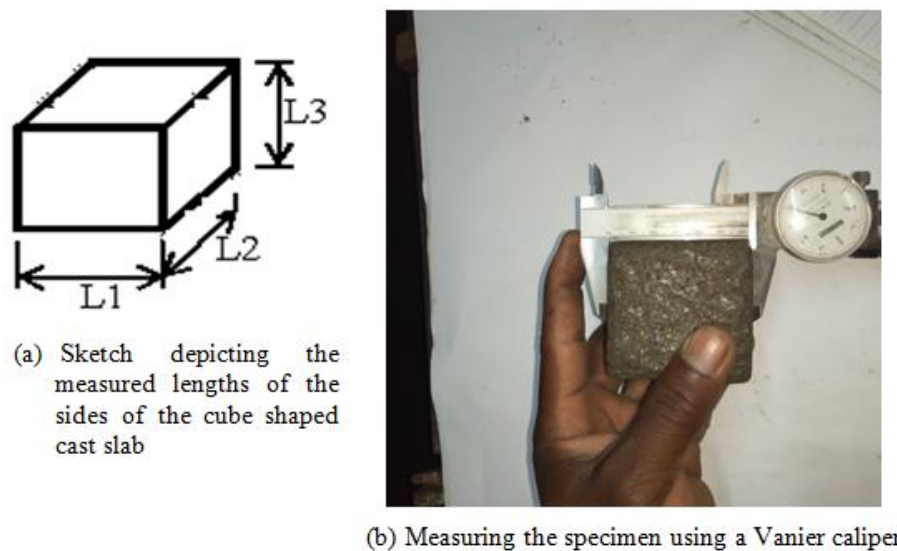 L3
L2
L1
(a) Sketch depicting the
measured lengths of the
sides of the cube shaped
cast slab
(b) Measuring the specimen using a Vanier caliper